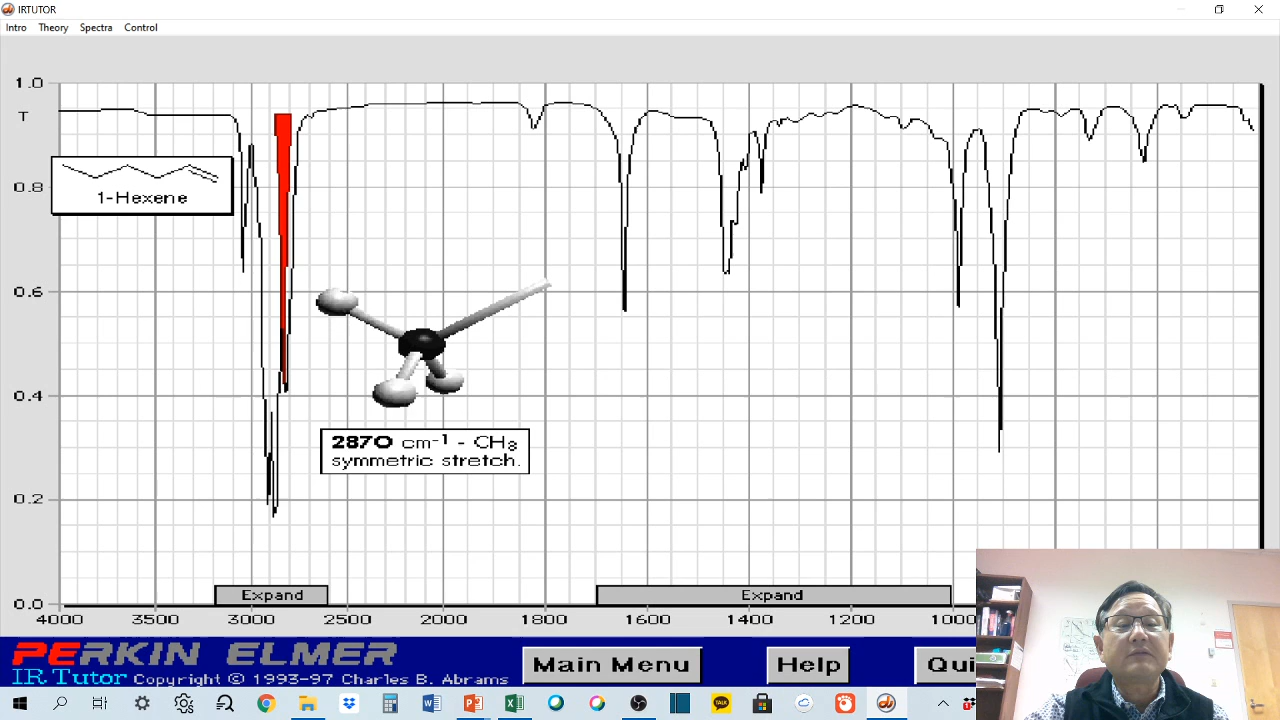 IRTUTOR
Intro Theory Spectra Control
1.0
T
0.8
1-Hexene
0.6
0.4
2870 cm-1 - CH3
symmetric stretch.
0.2
Expand Expand
0.0
4000 3500 3000 2500 2000 1800 1600 1400 1200 1000
PERKIN ELMER
IR Tutor Copyright © 1993-97 Charles B. Abrams
Main Menu Help Qui